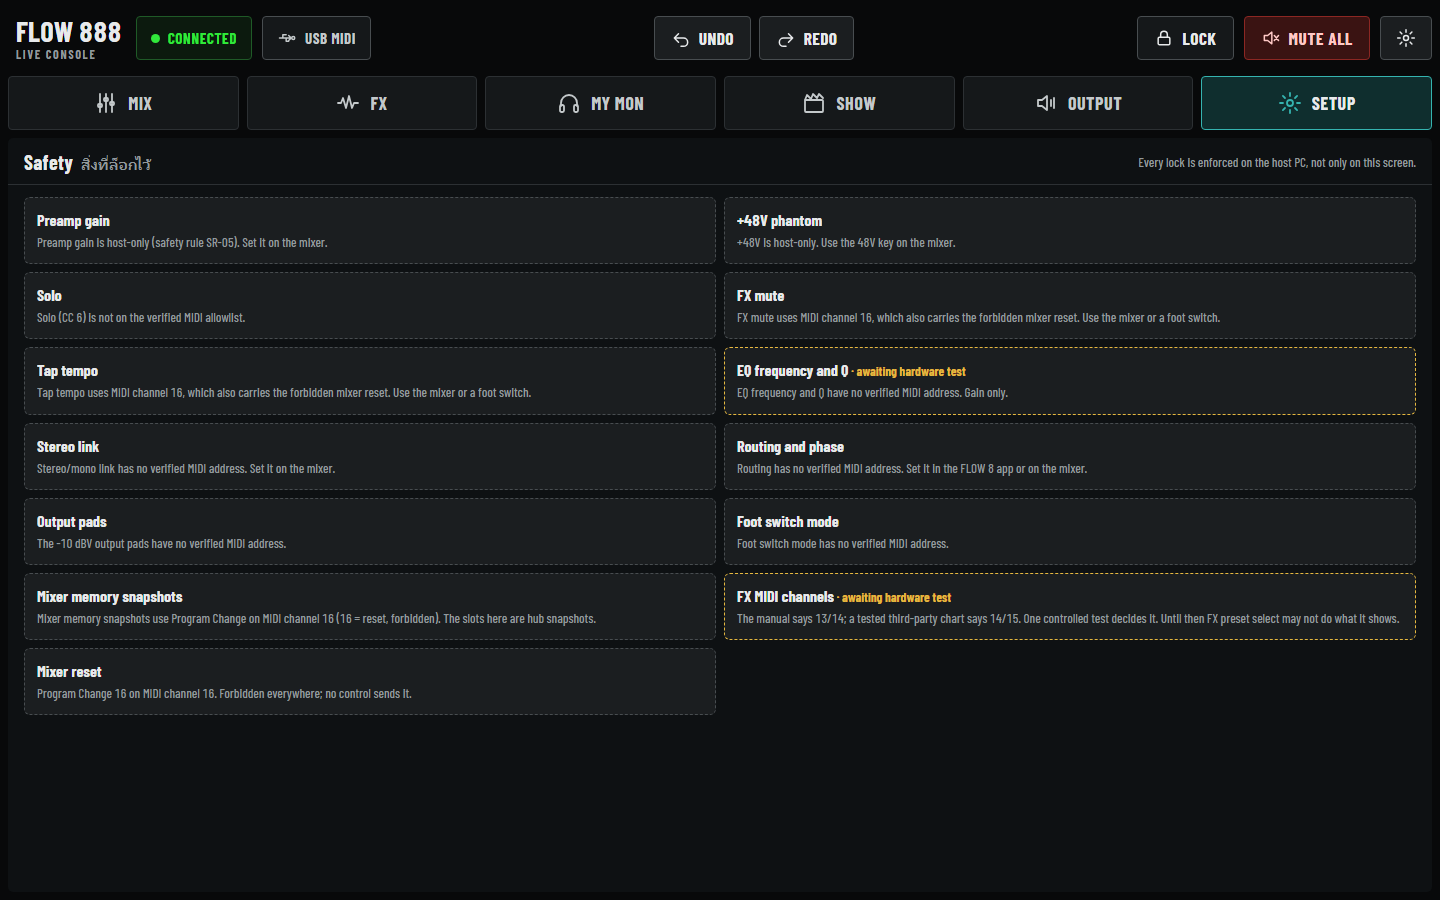 FLOW 888
LIVE CONSOLE
CONNECTED
USB MIDI
UNDO
REDO
LOCK
MUTE ALL
MIX
FX
MY MON
SHOW
OUTPUT
SETUP
Safety สิ่งที่ล็อกไว้
Every lock is enforced on the host PC, not only on this screen.
Preamp gain
Preamp gain is host-only (safety rule SR-05). Set it on the mixer.
+48V phantom
+48V is host-only. Use the 48V key on the mixer.
Solo
Solo (CC 6) is not on the verified MIDI allowlist.
FX mute
FX mute uses MIDI channel 16, which also carries the forbidden mixer reset. Use the mixer or a foot switch.
Tap tempo
Tap tempo uses MIDI channel 16, which also carries the forbidden mixer reset. Use the mixer or a foot switch.
EQ frequency and Q · awaiting hardware test
EQ frequency and Q have no verified MIDI address. Gain only.
Stereo link
Stereo/mono link has no verified MIDI address. Set it on the mixer.
Routing and phase
Routing has no verified MIDI address. Set it in the FLOW 8 app or on the mixer.
Output pads
The -10 dBV output pads have no verified MIDI address.
Foot switch mode
Foot switch mode has no verified MIDI address.
Mixer memory snapshots
Mixer memory snapshots use Program Change on MIDI channel 16 (16 = reset, forbidden). The slots here are hub snapshots.
FX MIDI channels · awaiting hardware test
The manual says 13/14; a tested third-party chart says 14/15. One controlled test decides it. Until then FX preset select may not do what it shows.
Mixer reset
Program Change 16 on MIDI channel 16. Forbidden everywhere; no control sends it.